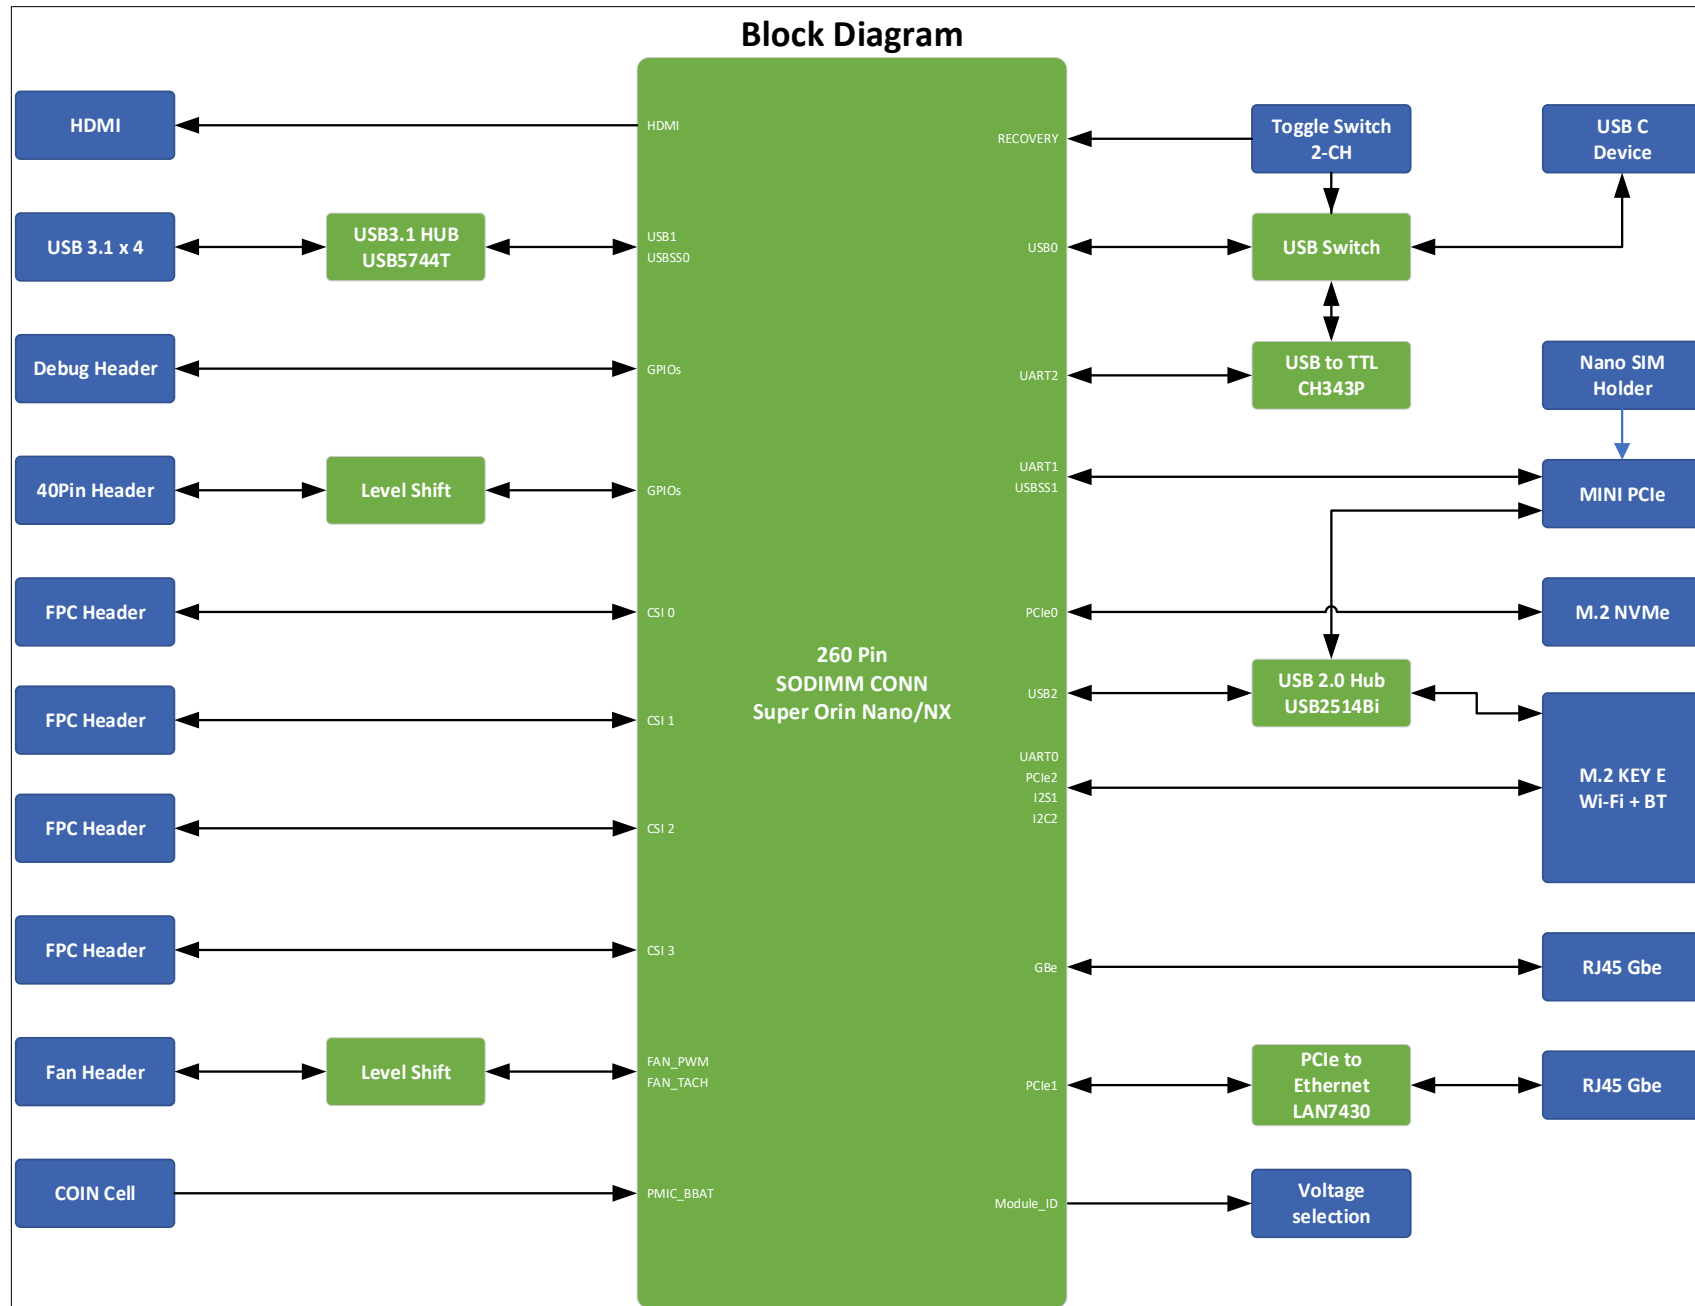 Block Diagram
HDMI
HDMI
RECOVERY
Toggle Switch
2-CH
USB C
Device
USB 3.1 x 4
USB3.1 HUB
USB5744T
USB1
USBSS0
USB0
USB Switch
Debug Header
GPIOs
UART2
USB to TTL
CH343P
Nano SIM
Holder
40Pin Header
Level Shift
GPIOs
UART1
USBSS1
MINI PCIe
FPC Header
CSI 0
PCIe0
M.2 NVMe
260 Pin
SODIMM CONN
Super Orin Nano/NX
FPC Header
CSI 1
USB2
USB 2.0 Hub
USB2514Bi
UART0
PCIe2
I2S1
I2C2
M.2 KEY E
Wi-Fi + BT
FPC Header
CSI 2
FPC Header
CSI 3
GBe
RJ45 Gbe
Fan Header
Level Shift
FAN_PWM
FAN_TACH
PCIe1
PCIe to
Ethernet
LAN7430
RJ45 Gbe
COIN Cell
PMIC_BBAT
Module_ID
Voltage
selection